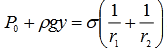 P₀ + ρgy = σ(1/r₁ + 1/r₂)